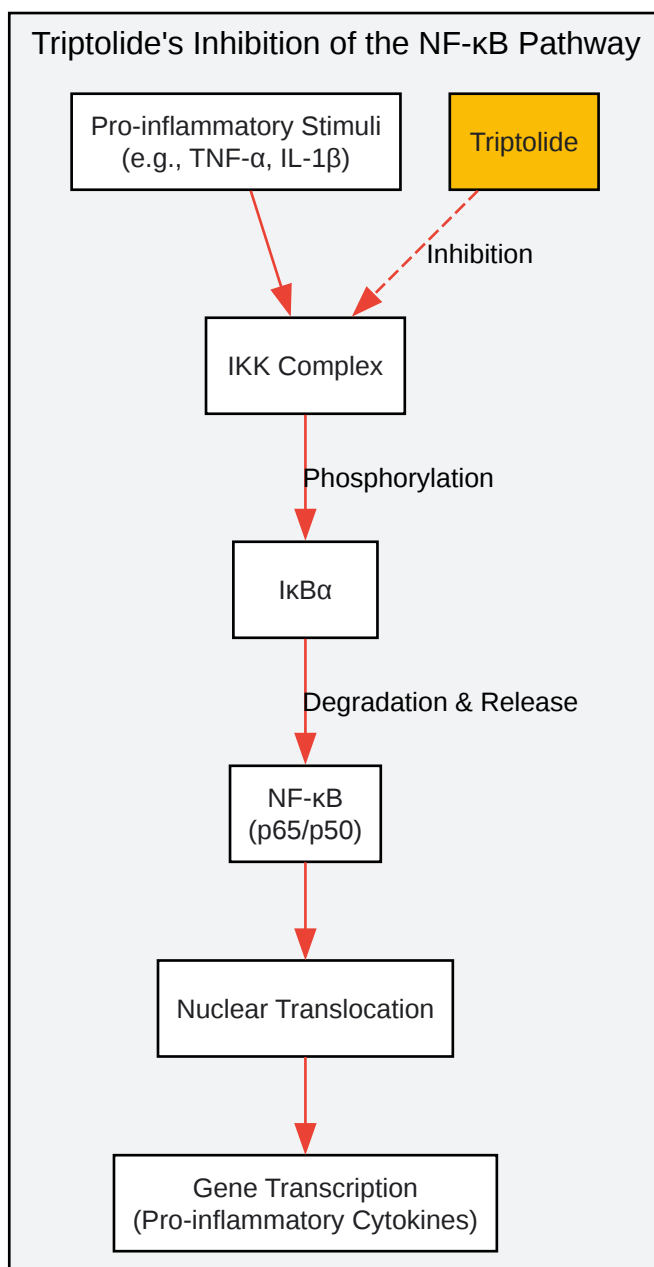 Triptolide's Inhibition of the NF-κB Pathway
Pro-inflammatory Stimuli
(e.g., TNF-α, IL-1β)
Triptolide
Inhibition
IKK Complex
Phosphorylation
IκBα
Degradation & Release
NF-κB
(p65/p50)
Nuclear Translocation
Gene Transcription
(Pro-inflammatory Cytokines)